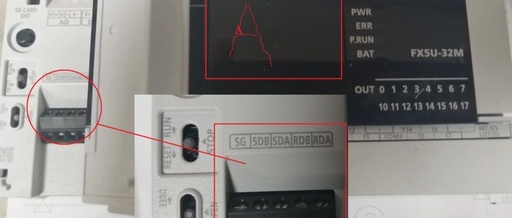 SD CARD
OFF
PWR
ERR
P.RUN
BAT
FX5U-32M
OUT 0 1 2 3 4 5 6 7
10 11 12 13 14 15 16 17
RESET RUN
STOP
SG SDB SDA RDB RDA